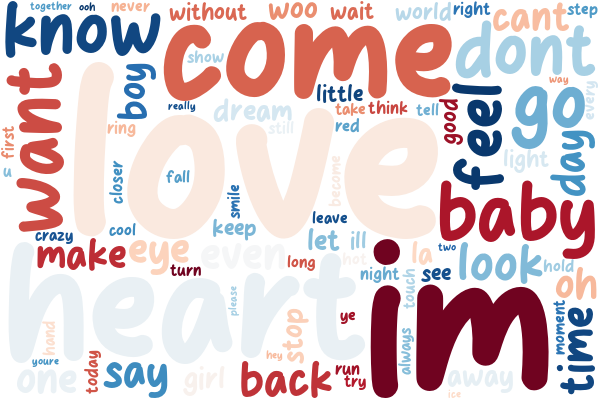 together ooh never without woo wait world right cant step
know come show dont
want boy little way
really dream take think tell good feel go every
first ring still red light day
love
s closer fall smile become
leave baby
crazy cool keep let ill two
make eye even long hot la look hold
turn night touch see oh
heart im
please ye
hand stop always moment time
youre hey
one today say girl back run try away
ice